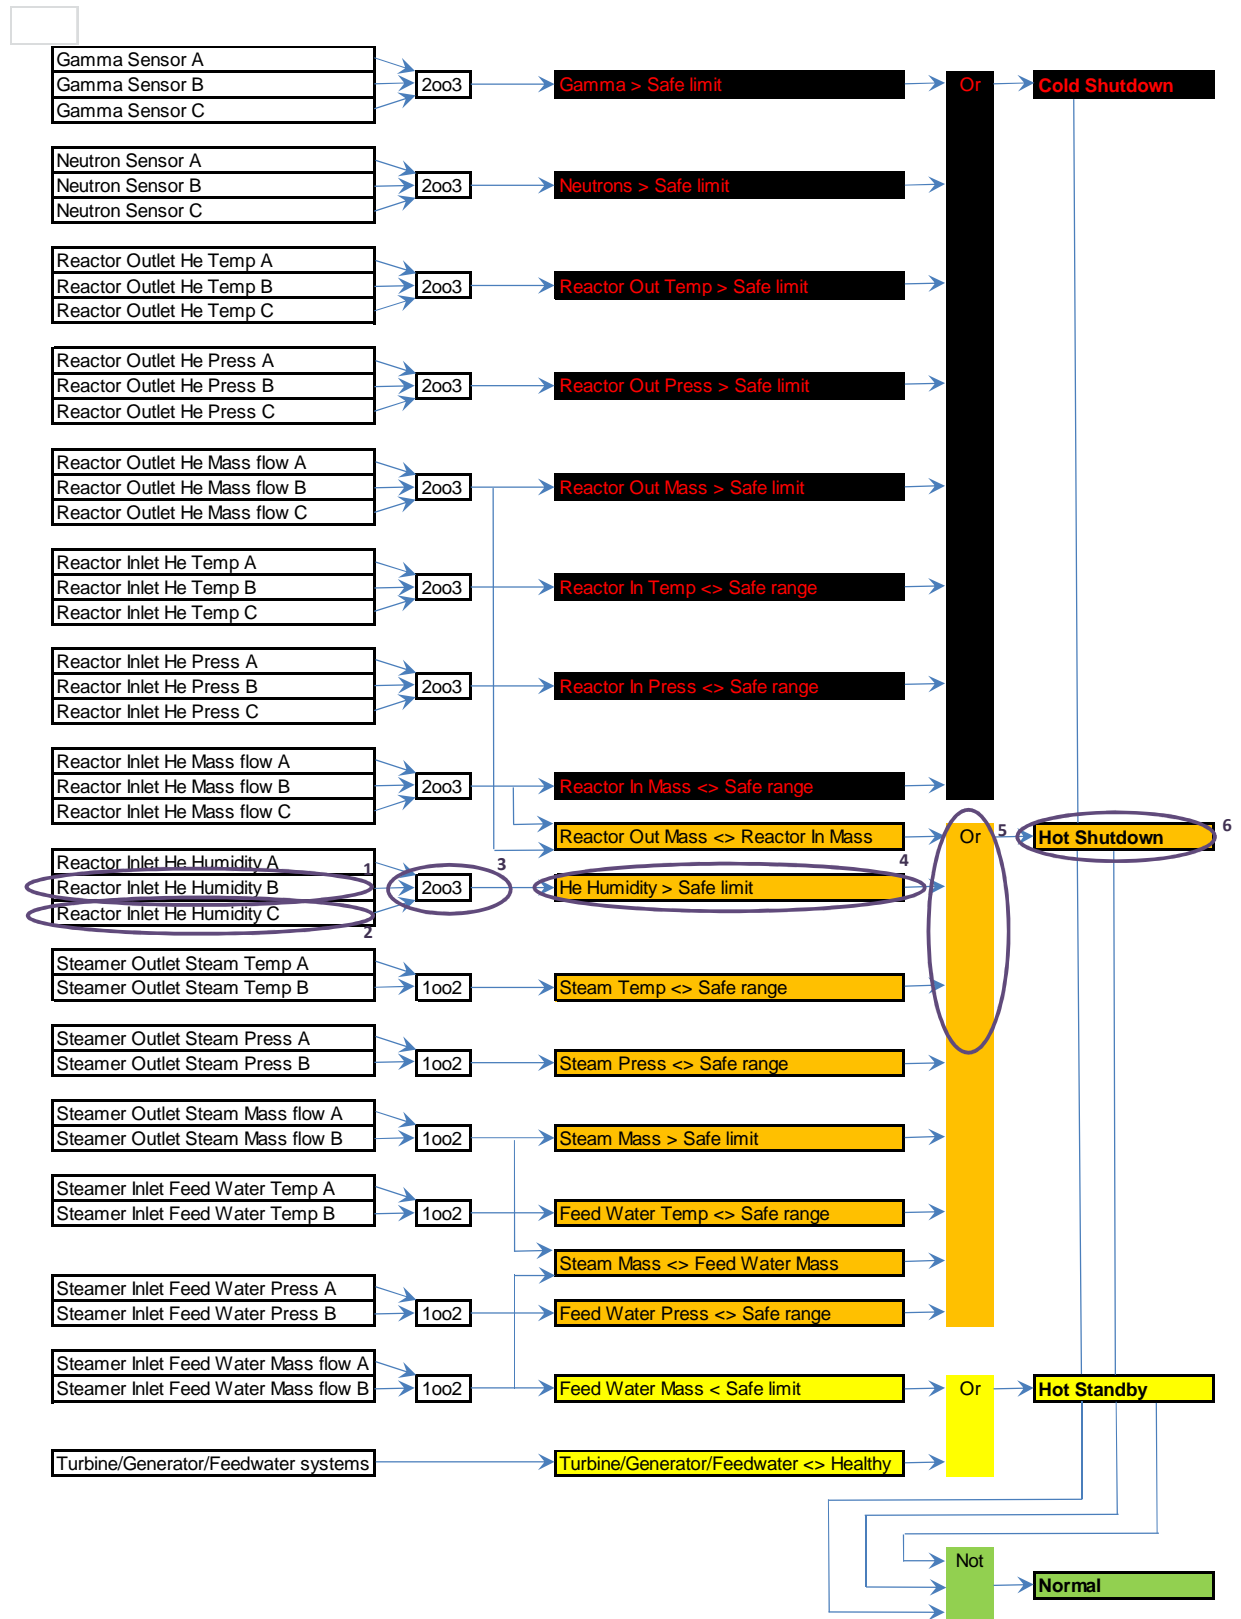 Gamma Sensor A
Gamma Sensor B
Gamma Sensor C
2oo3
Gamma > Safe limit
Or
Cold Shutdown
Neutron Sensor A
Neutron Sensor B
Neutron Sensor C
2oo3
Neutrons > Safe limit
Reactor Outlet He Temp A
Reactor Outlet He Temp B
Reactor Outlet He Temp C
2oo3
Reactor Out Temp > Safe limit
Reactor Outlet He Press A
Reactor Outlet He Press B
Reactor Outlet He Press C
2oo3
Reactor Out Press > Safe limit
Reactor Outlet He Mass flow A
Reactor Outlet He Mass flow B
Reactor Outlet He Mass flow C
2oo3
Reactor Out Mass > Safe limit
Reactor Inlet He Temp A
Reactor Inlet He Temp B
Reactor Inlet He Temp C
2oo3
Reactor In Temp <> Safe range
Reactor Inlet He Press A
Reactor Inlet He Press B
Reactor Inlet He Press C
2oo3
Reactor In Press <> Safe range
Reactor Inlet He Mass flow A
Reactor Inlet He Mass flow B
Reactor Inlet He Mass flow C
2oo3
Reactor In Mass <> Safe range
Reactor Out Mass <> Reactor In Mass
Or
5
Hot Shutdown
6
Reactor Inlet He Humidity A
Reactor Inlet He Humidity B
Reactor Inlet He Humidity C
1
2
2oo3
3
He Humidity > Safe limit
4
Steamer Outlet Steam Temp A
Steamer Outlet Steam Temp B
1oo2
Steam Temp <> Safe range
Steamer Outlet Steam Press A
Steamer Outlet Steam Press B
1oo2
Steam Press <> Safe range
Steamer Outlet Steam Mass flow A
Steamer Outlet Steam Mass flow B
1oo2
Steam Mass > Safe limit
Steamer Inlet Feed Water Temp A
Steamer Inlet Feed Water Temp B
1oo2
Feed Water Temp <> Safe range
Steam Mass <> Feed Water Mass
Steamer Inlet Feed Water Press A
Steamer Inlet Feed Water Press B
1oo2
Feed Water Press <> Safe range
Steamer Inlet Feed Water Mass flow A
Steamer Inlet Feed Water Mass flow B
1oo2
Feed Water Mass < Safe limit
Or
Hot Standby
Turbine/Generator/Feedwater systems
Turbine/Generator/Feedwater <> Healthy
Not
Normal